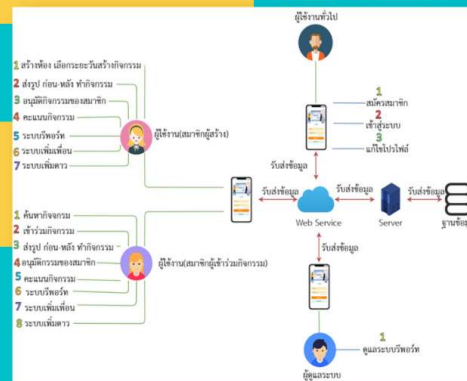 ผู้ใช้งานทั่วไป
1 สร้างห้อง เลือกระยะวันสร้างกิจกรรม
2 ส่งรูป ก่อน-หลัง ทำกิจกรรม
3 อนุมัติกิจกรรมของสมาชิก
4 คะแนนกิจกรรม
5 ระบบรีพอร์ท
6 ระบบเพิ่มเพื่อน
7 ระบบเพิ่มดาว
ผู้ใช้งาน(สมาชิกผู้สร้าง)
1
สมัครสมาชิก
2
เข้าสู่ระบบ
3
แก้ไขโปรไฟล์
รับส่งข้อมูล
รับส่งข้อมูล
รับส่งข้อมูล
รับส่งข้อมูล
Web Service
Server
ฐานข้อมูล
รับส่งข้อมูล
1 ค้นหากิจกรรม
2 เข้าร่วมกิจกรรม
3 ส่งรูป ก่อน-หลัง ทำกิจกรรม
4 อนุมัติกรรมของสมาชิก
5 คะแนนกิจกรรม
6 ระบบรีพอร์ท
7 ระบบเพิ่มเพื่อน
8 ระบบเพิ่มดาว
ผู้ใช้งาน(สมาชิกผู้เข้าร่วมกิจกรรม)
1
ดูแลระบบรีพอร์ท
ผู้ดูแลระบบ